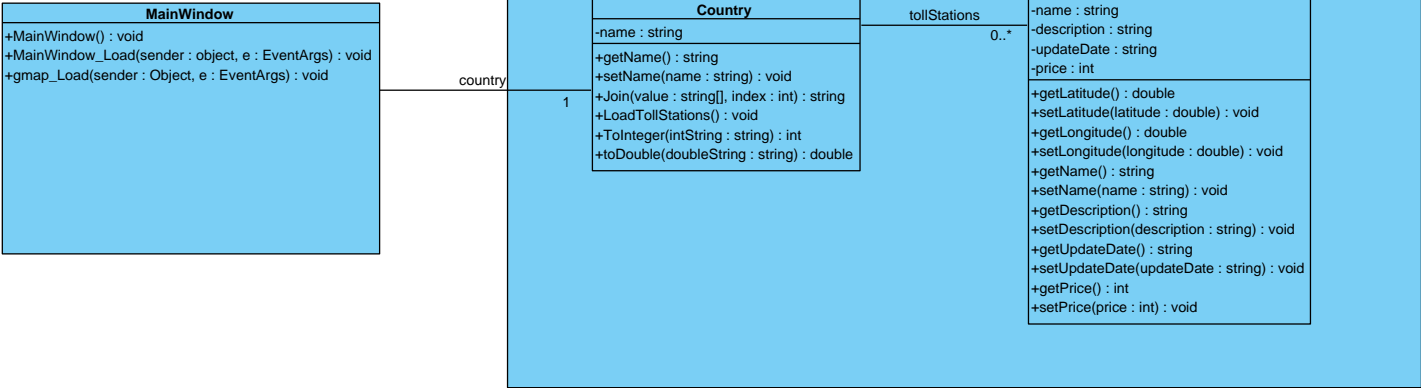 MainWindow
+MainWindow() : void
+MainWindow_Load(sender : object, e : EventArgs) : void
+gmap_Load(sender : Object, e : EventArgs) : void
country
1
Country
-name : string
+getName() : string
+setName(name : string) : void
+Join(value : string[], index : int) : string
+LoadTollStations() : void
+ToInteger(intString : string) : int
+toDouble(doubleString : string) : double
tollStations
0..*
-name : string
-description : string
-updateDate : string
-price : int
+getLatitude() : double
+setLatitude(latitude : double) : void
+getLongitude() : double
+setLongitude(longitude : double) : void
+getName() : string
+setName(name : string) : void
+getDescription() : string
+setDescription(description : string) : void
+getUpdateDate() : string
+setUpdateDate(updateDate : string) : void
+getPrice() : int
+setPrice(price : int) : void